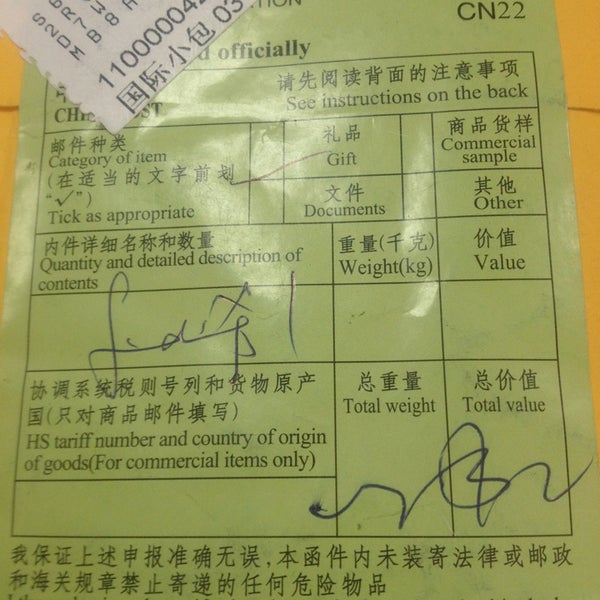 CN22
officially
请先阅读背面的注意事项
See instructions on the back
邮件种类
Category of item
(在适当的文字前划
“✓”)
Tick as appropriate
礼品
Gift
商品货样
Commercial
sample
文件
Documents
其他
Other
内件详细名称和数量
Quantity and detailed description of
contents
重量(千克)
Weight(kg)
价值
Value
协调系统税则号列和货物原产
国(只对商品邮件填写)
HS tariff number and country of origin
of goods(For commercial items only)
总重量
Total weight
总价值
Total value
我保证上述申报准确无误,本函件内未装寄法律或邮政
和海关规章禁止寄递的任何危险物品
国际小包